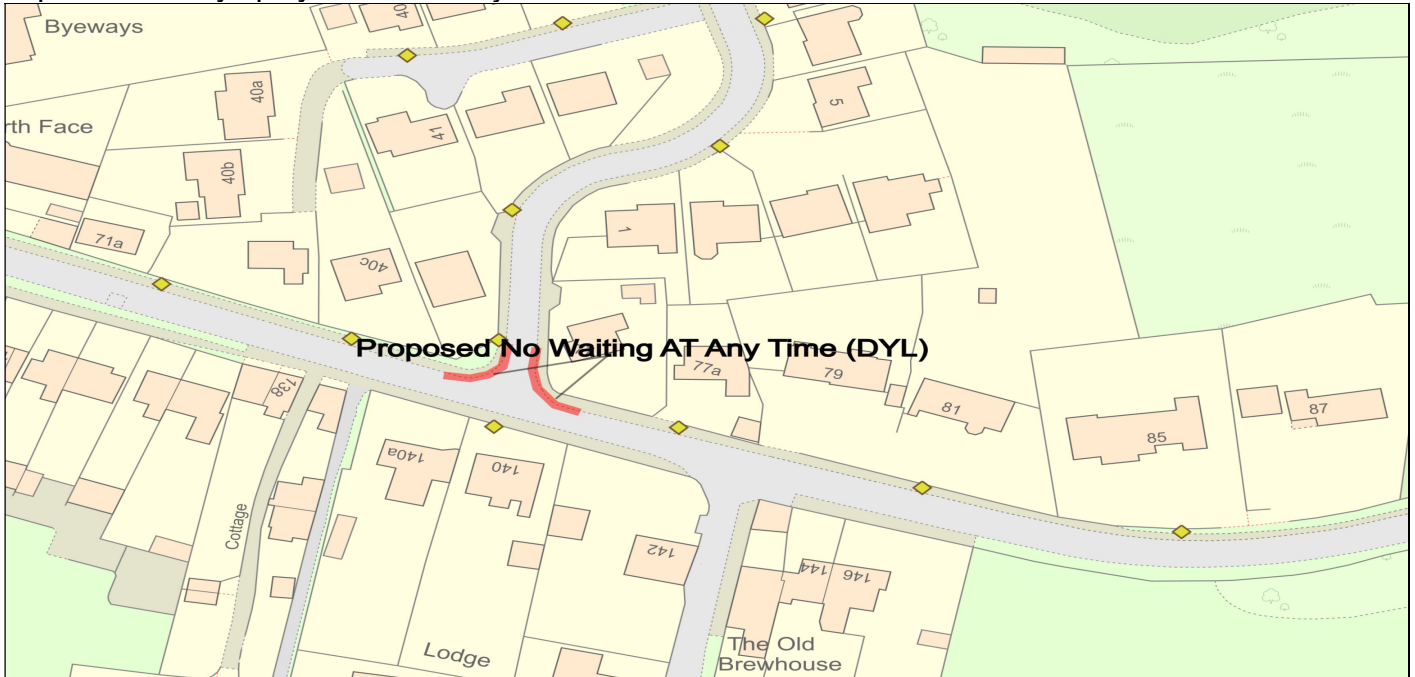 Byeways
40
40a
rth Face
41
5
40b
71a
1
40c
Proposed No Waiting AT Any Time (DYL)
77a
79
81
87
85
138
140a
140
Cottage
142
144
146
Lodge
The Old
Brewhouse